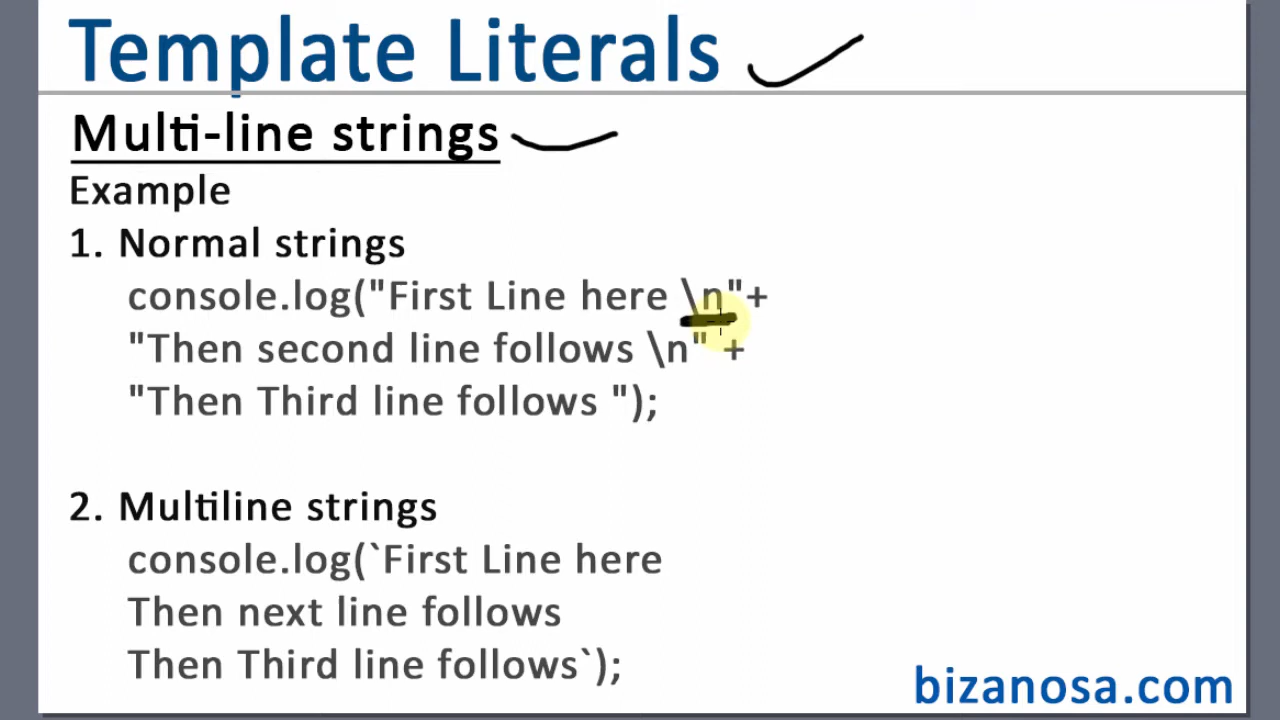 Template Literals
Multi-line strings
Example
1. Normal strings
console.log("First Line here \n"+
"Then second line follows \n" +
"Then Third line follows ");
2. Multiline strings
console.log(`First Line here
Then next line follows
Then Third line follows`);
bizanosa.com